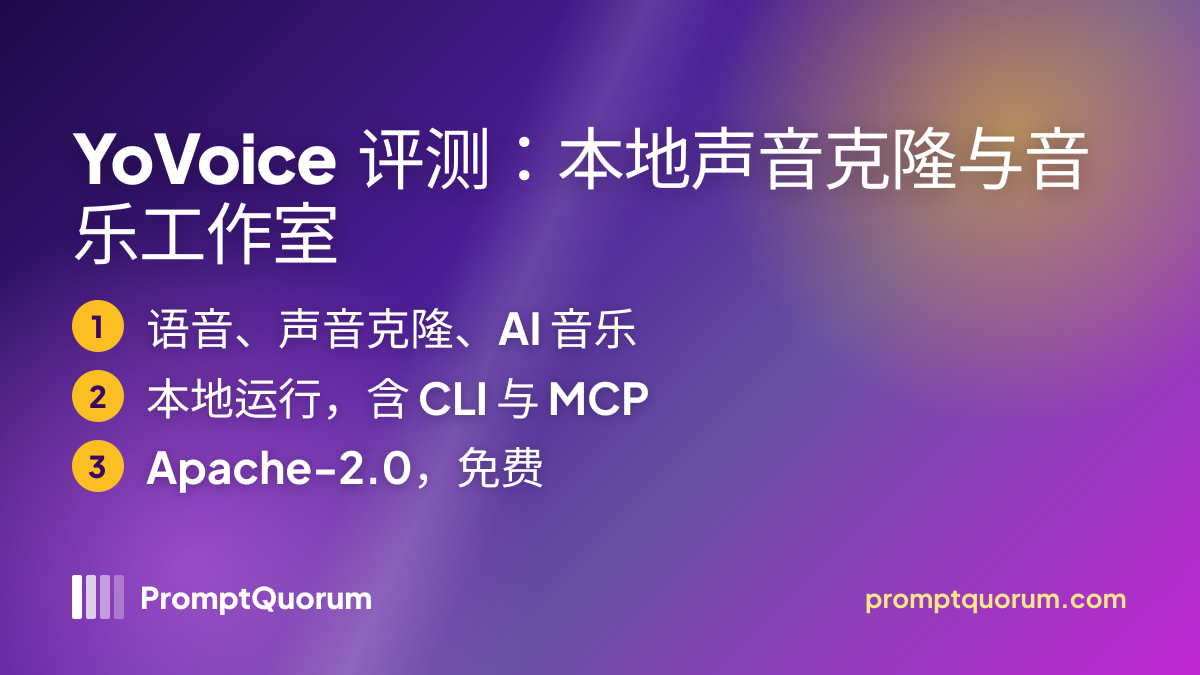 YoVoice 评测：本地声音克隆与音
乐工作室
1 语音、声音克隆、AI 音乐
2 本地运行，含 CLI 与 MCP
3 Apache-2.0，免费
PromptQuorum
promptquorum.com